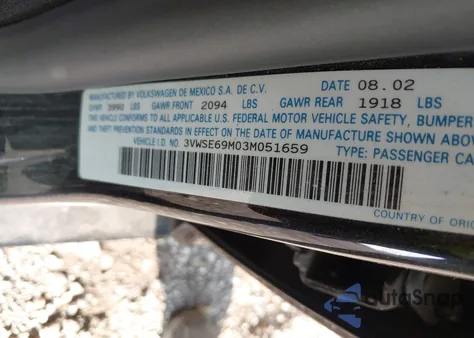 MANUFACTURED BY VOLKSWAGEN DE MEXICO S.A. DE C.V. DATE 08.02
GVWR 3990 LBS GAWR FRONT 2094 LBS GAWR REAR 1918 LBS
THIS VEHICLE CONFORMS TO ALL APPLICABLE U.S. FEDERAL MOTOR VEHICLE SAFETY, BUMPER
AND THEFT PREVENTION STANDARDS IN EFFECT ON THE DATE OF MANUFACTURE SHOWN ABOVE
VEHICLE I.D. NO. 3VWSE69M03M051659 TYPE: PASSENGER CA
COUNTRY OF ORIG
AutoSnap